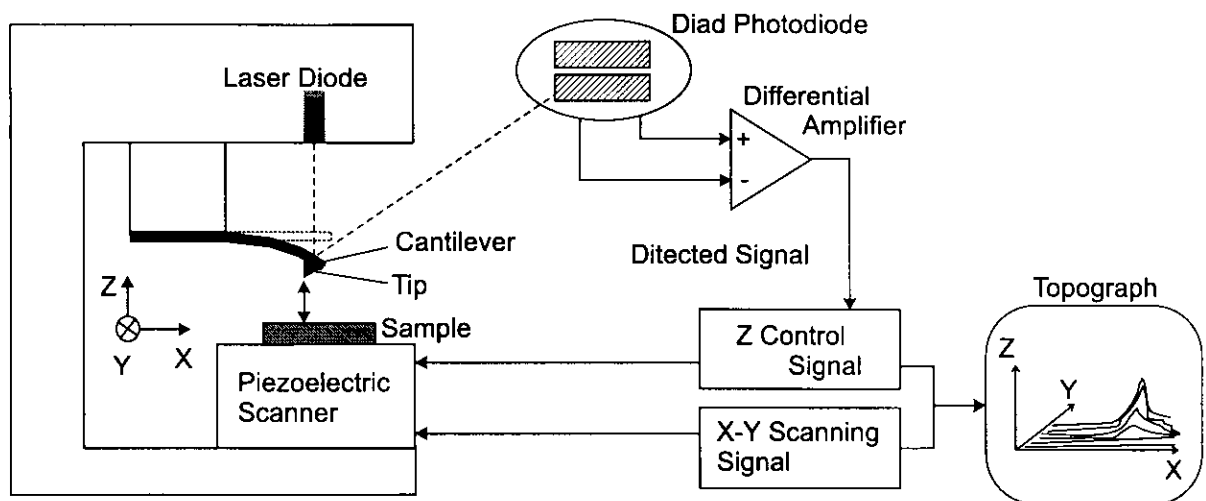 Diad Photodiode
Laser Diode
Differential
Amplifier
+
-
Cantilever
Tip
Ditected Signal
Z
Y
X
Sample
Piezoelectric
Scanner
Z Control
Signal
X-Y Scanning
Signal
Topograph
Z
Y
X